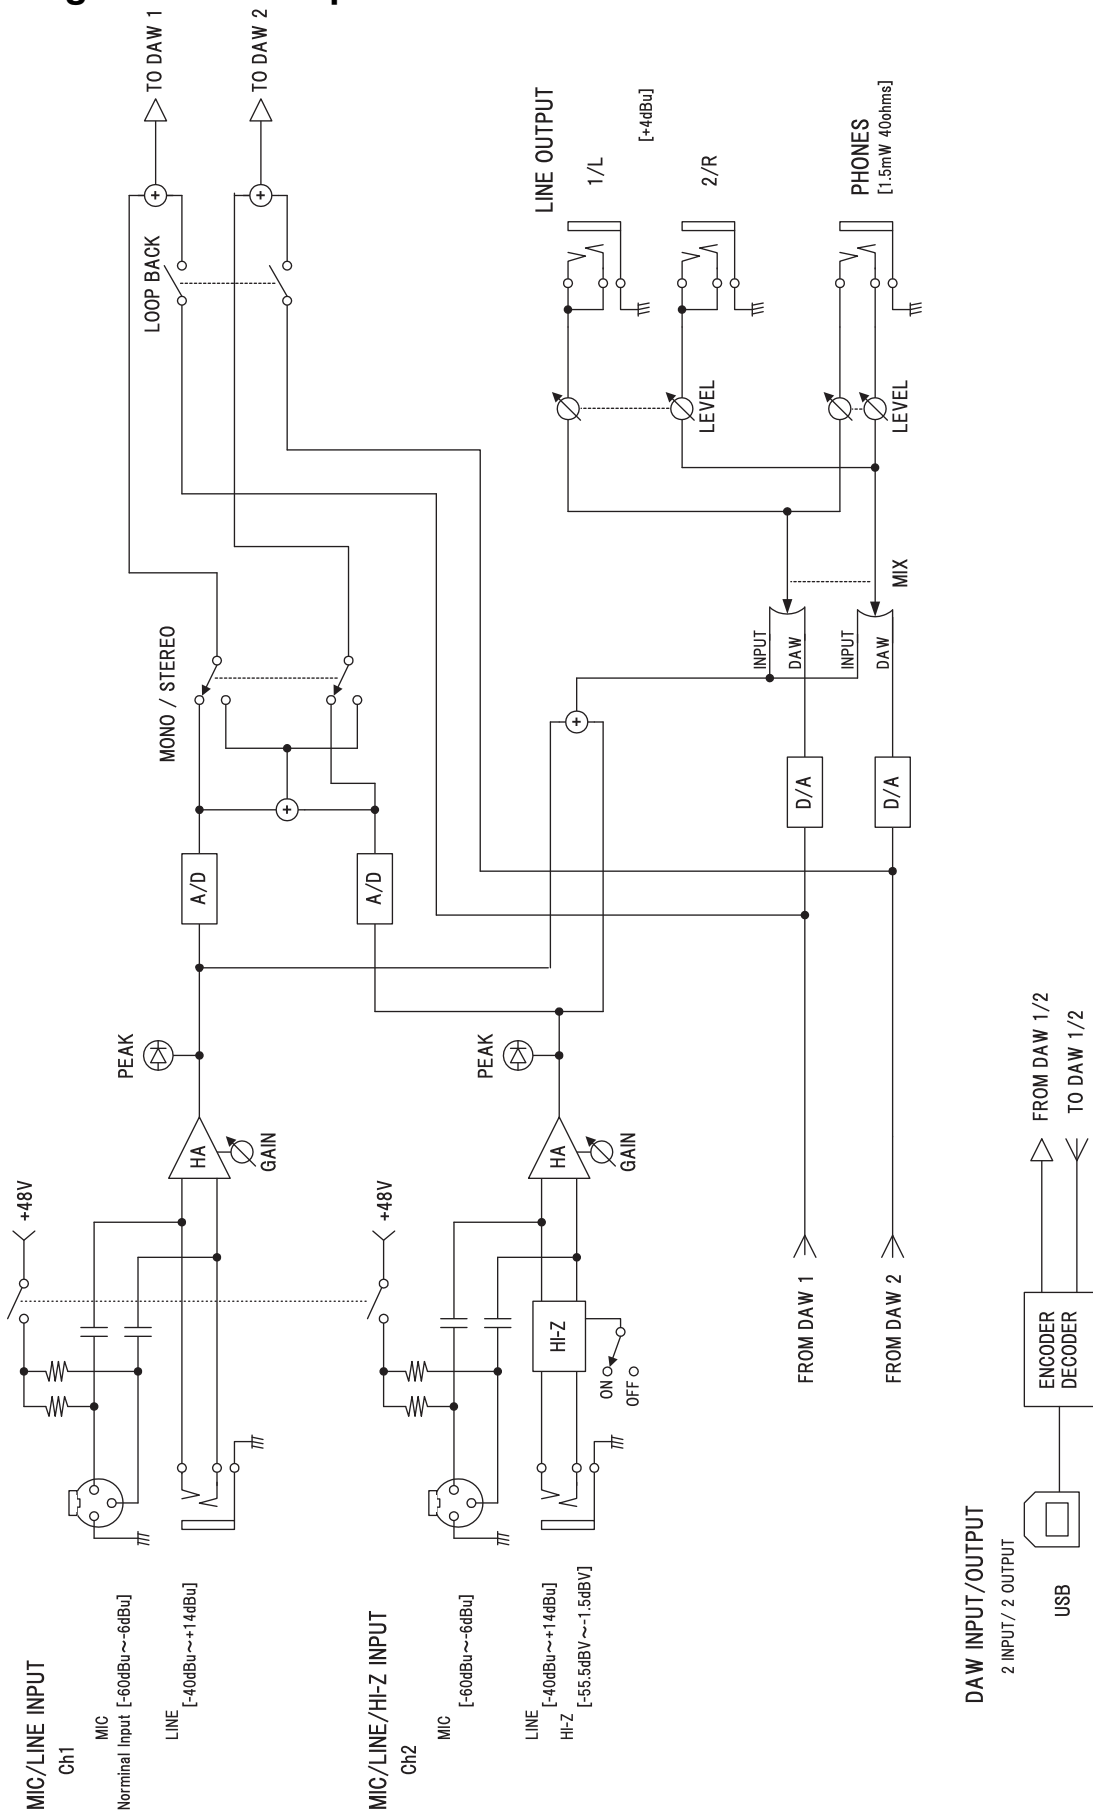 MIC/LINE INPUT
Ch1
MIC
Norminal Input [-60dBu~-6dBu]
LINE [-40dBu~+14dBu]
+48V
HA
GAIN
PEAK
A/D
MONO / STEREO
LOOP BACK
TO DAW 1
TO DAW 2
MIC/LINE/HI-Z INPUT
Ch2
MIC [-60dBu~-6dBu]
LINE [-40dBu~+14dBu]
HI-Z [-55.5dBV~-1.5dBV]
+48V
HI-Z
ON
OFF
HA
GAIN
PEAK
A/D
+
+
+
+
LINE OUTPUT
1/L
[+4dBu]
2/R
LEVEL
PHONES
[1.5mW 40ohms]
LEVEL
MIX
INPUT
DAW
INPUT
DAW
D/A
D/A
FROM DAW 1
FROM DAW 2
DAW INPUT/OUTPUT
2 INPUT/ 2 OUTPUT
USB
ENCODER
DECODER
FROM DAW 1/2
TO DAW 1/2